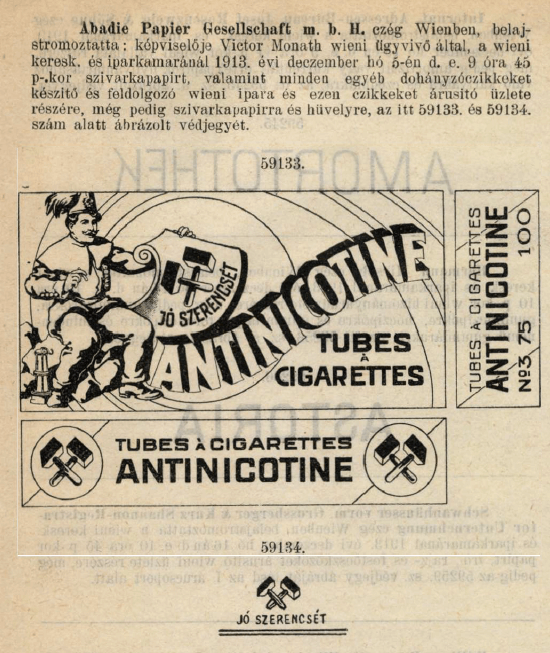 Abadie Papier Gesellschaft m. b. H. czég Wienben, belaj-
stromoztatta: képviselője Victor Monath wieni ügyvivő által, a wieni
keresk. és iparkamaránál 1913. évi deczember hó 5-én d. e. 9 óra 45
p-.kor szivarkapapirt, valamint minden egyéb dohányzóczikkeket
készitő és feldolgozó wieni ipara és ezen czikkeket árusitó üzlete
részére, még pedig szivarkapapirra és hüvelyre, az itt 59133. és 59134.
szám alatt ábrázolt védjegyét.
59133.
JÓ SZERENCSÉT
ANTINICOTINE
TUBES
À
CIGARETTES
TUBES À CIGARETTES
ANTINICOTINE
Nº3 75 100
TUBES À CIGARETTES
ANTINICOTINE
59134.
JÓ SZERENCSÉT